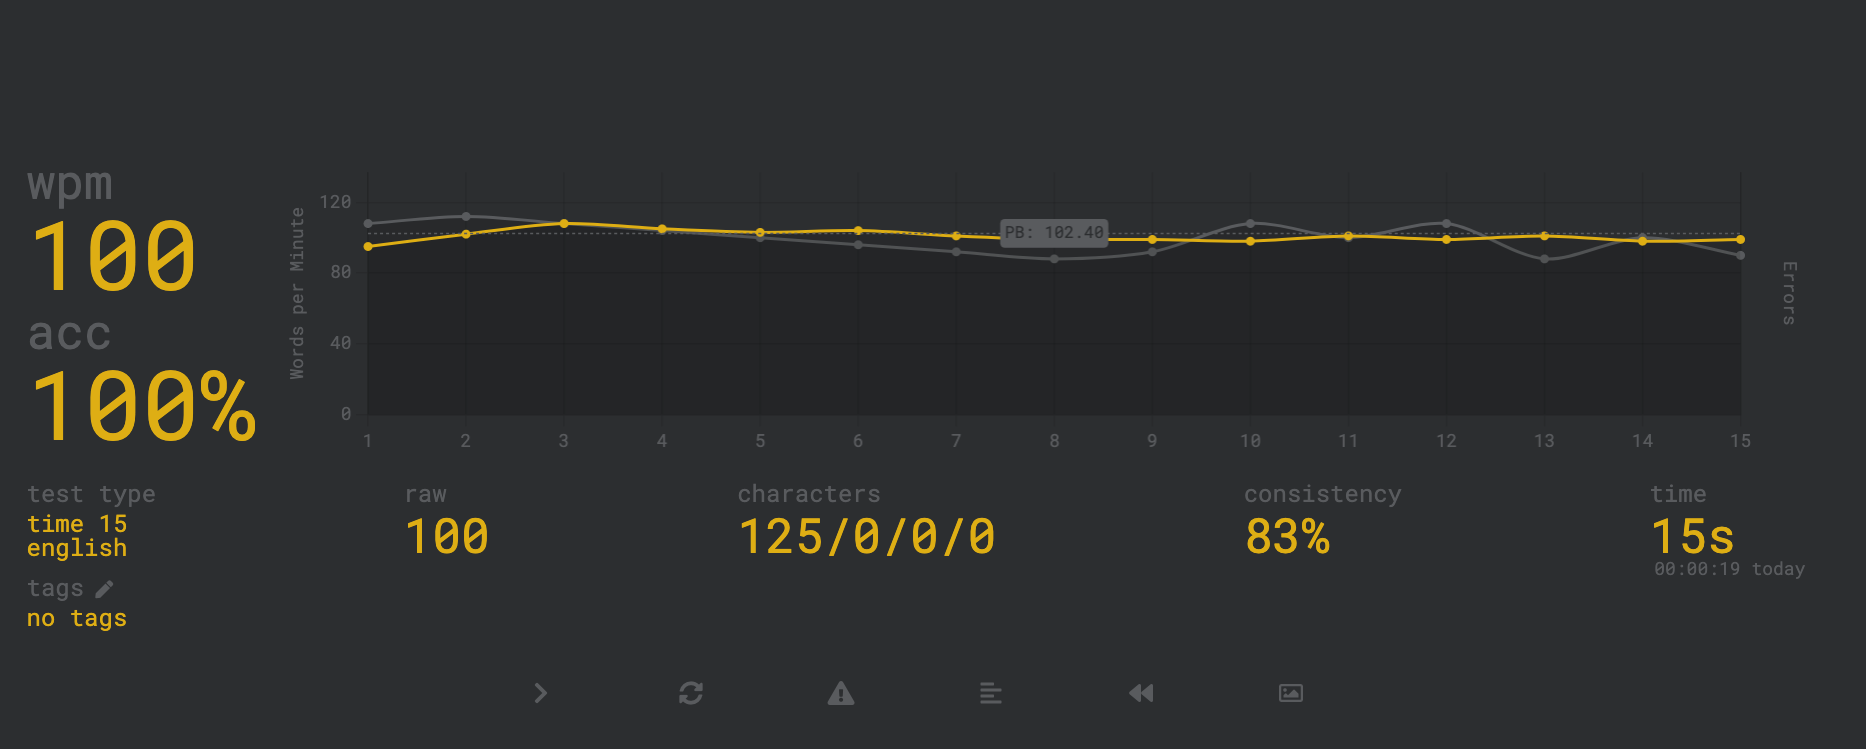 wpm
100
acc
100%
Words per Minute
120
80
40
0
PB: 102.40
Errors
1 2 3 4 5 6 7 8 9 10 11 12 13 14 15
test type
time 15
english
tags
no tags
raw
100
characters
125/0/0/0
consistency
83%
time
15s
00:00:19 today